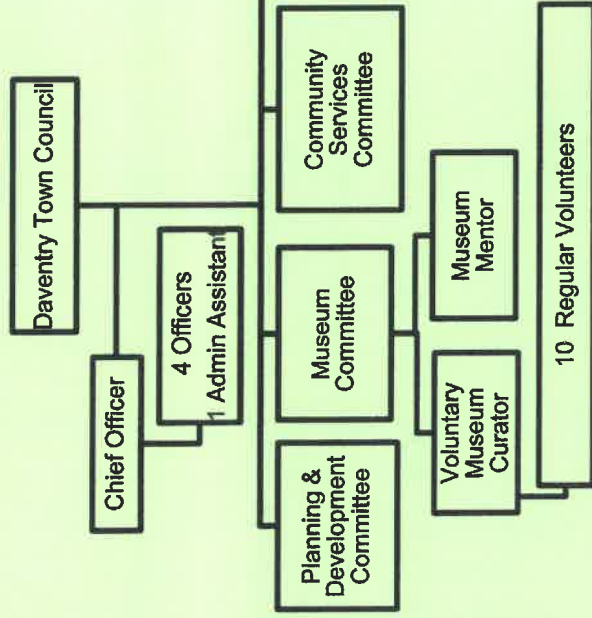 Daventry Town Council
Chief Officer
4 Officers
1 Admin Assistant
Planning &
Development
Committee
Museum
Committee
Community
Services
Committee
Voluntary
Museum
Curator
Museum
Mentor
10 Regular Volunteers